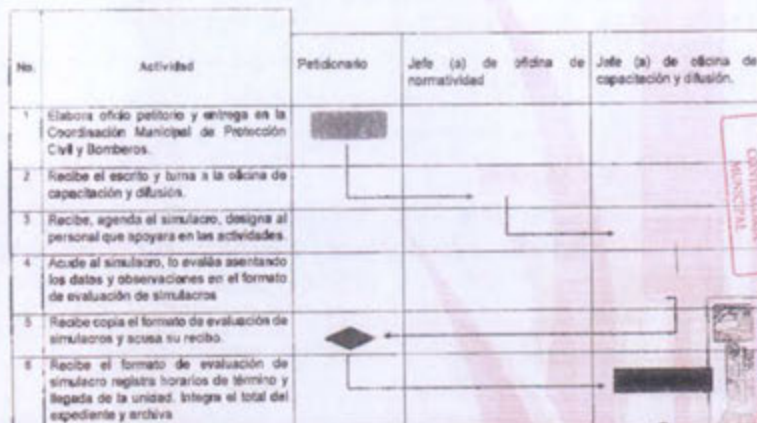 No.
Actividad
Peticionario
Jefe (a) de oficina de
normatividad
Jefe (a) de oficina de
capacitación y difusión.
1
Elabora oficio petitorio y entrega en la
Coordinación Municipal de Protección
Civil y Bomberos.
2
Recibe el escrito y turna a la oficina de
capacitación y difusión.
3
Recibe, agenda el simulacro, designa al
personal que apoyara en las actividades.
4
Acude al simulacro, lo evalúa asentando
los datos y observaciones en el formato
de evaluación de simulacros
5
Recibe copia el formato de evaluación de
simulacros y acusa su recibo.
6
Recibe el formato de evaluación de
simulacro registra horarios de término y
llegada de la unidad. Integra el total del
expediente y archiva
CONTRALORIA
MUNICIPAL